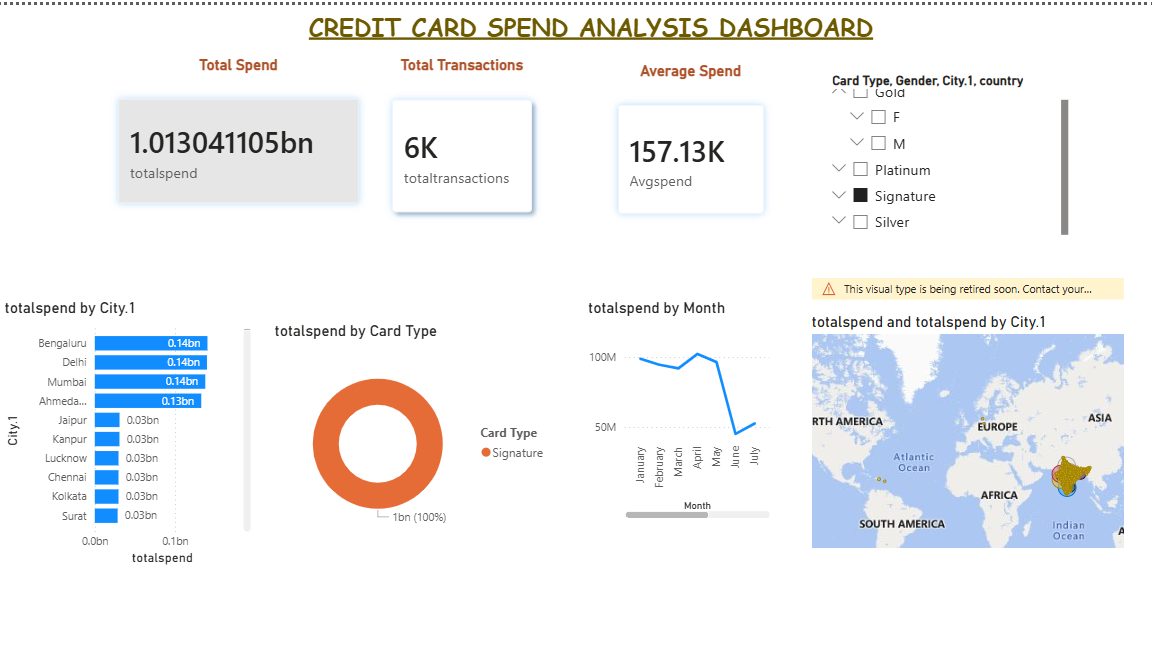 CREDIT CARD SPEND ANALYSIS DASHBOARD
Total Spend
Total Transactions
Average Spend
1.013041105bn
totalspend
6K
totaltransactions
157.13K
Avgspend
Card Type, Gender, City.1, country
Gold
F
M
Platinum
Signature
Silver
totalspend by City.1
City.1
Bengaluru 0.14bn
Delhi 0.14bn
Mumbai 0.14bn
Ahmeda... 0.13bn
Jaipur 0.03bn
Kanpur 0.03bn
Lucknow 0.03bn
Chennai 0.03bn
Kolkata 0.03bn
Surat 0.03bn
0.0bn 0.1bn
totalspend
totalspend by Card Type
Card Type
Signature
1bn (100%)
totalspend by Month
100M
50M
January
February
March
April
May
June
July
Month
This visual type is being retired soon. Contact your...
totalspend and totalspend by City.1
RTH AMERICA
EUROPE
ASIA
Atlantic
Ocean
AFRICA
SOUTH AMERICA
Indian
Ocean
A